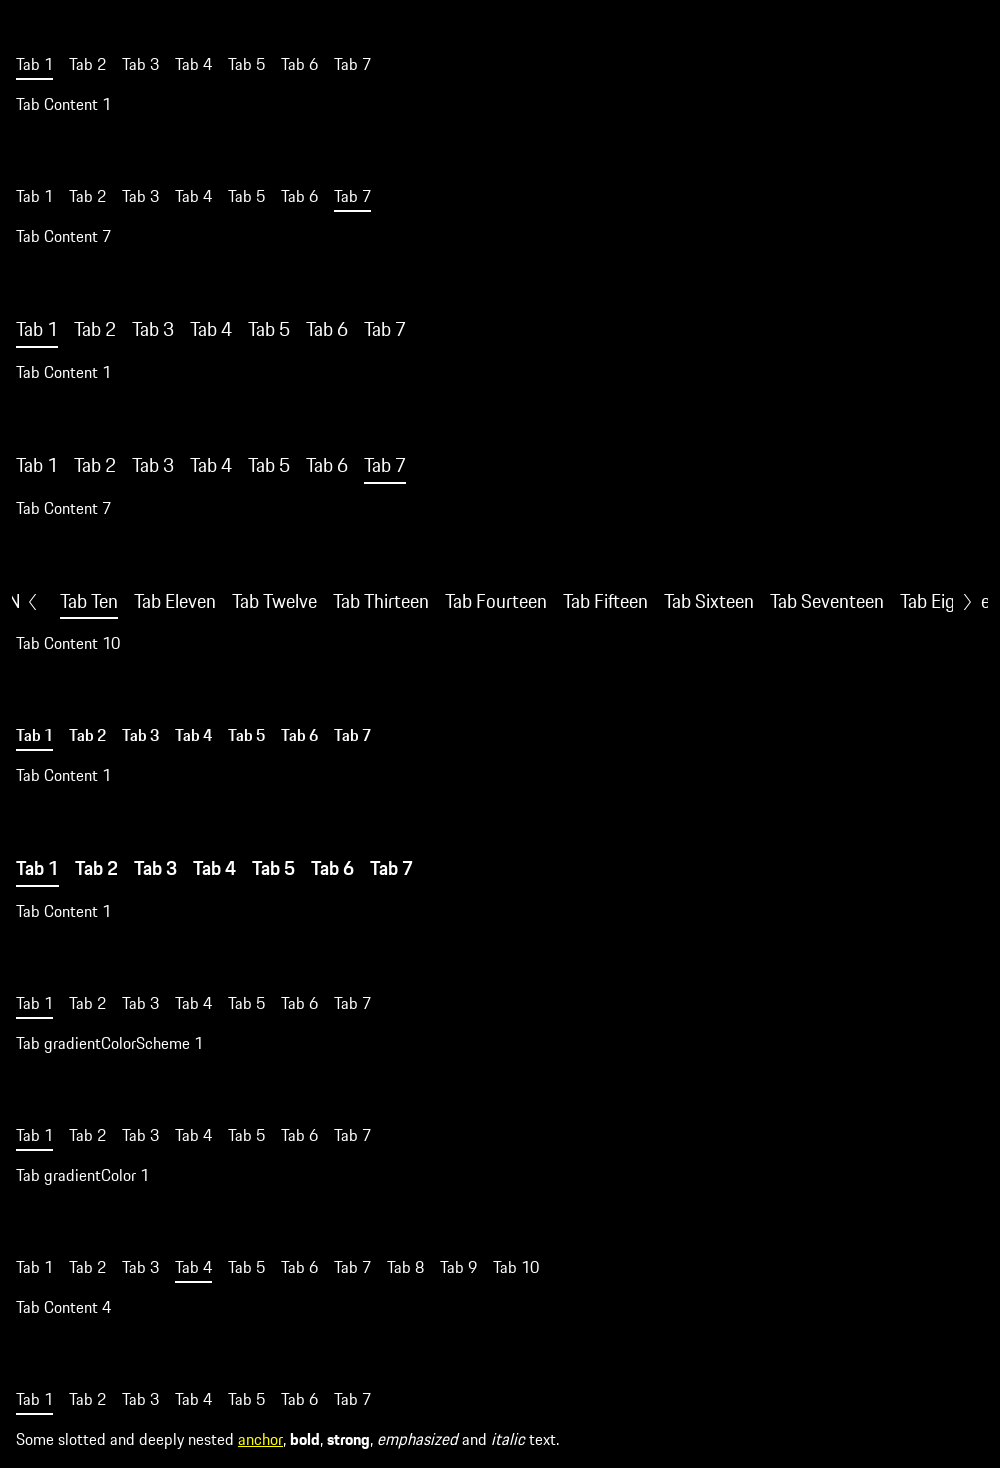 Tab 1 Tab 2 Tab 3 Tab 4 Tab 5 Tab 6 Tab 7
Tab Content 1
Tab 1 Tab 2 Tab 3 Tab 4 Tab 5 Tab 6 Tab 7
Tab Content 7
Tab 1 Tab 2 Tab 3 Tab 4 Tab 5 Tab 6 Tab 7
Tab Content 1
Tab 1 Tab 2 Tab 3 Tab 4 Tab 5 Tab 6 Tab 7
Tab Content 7
Tab Ten Tab Eleven Tab Twelve Tab Thirteen Tab Fourteen Tab Fifteen Tab Sixteen Tab Seventeen Tab Eig
Tab Content 10
Tab 1 Tab 2 Tab 3 Tab 4 Tab 5 Tab 6 Tab 7
Tab Content 1
Tab 1 Tab 2 Tab 3 Tab 4 Tab 5 Tab 6 Tab 7
Tab Content 1
Tab 1 Tab 2 Tab 3 Tab 4 Tab 5 Tab 6 Tab 7
Tab gradientColorScheme 1
Tab 1 Tab 2 Tab 3 Tab 4 Tab 5 Tab 6 Tab 7
Tab gradientColor 1
Tab 1 Tab 2 Tab 3 Tab 4 Tab 5 Tab 6 Tab 7 Tab 8 Tab 9 Tab 10
Tab Content 4
Tab 1 Tab 2 Tab 3 Tab 4 Tab 5 Tab 6 Tab 7
Some slotted and deeply nested anchor, bold, strong, emphasized and italic text.